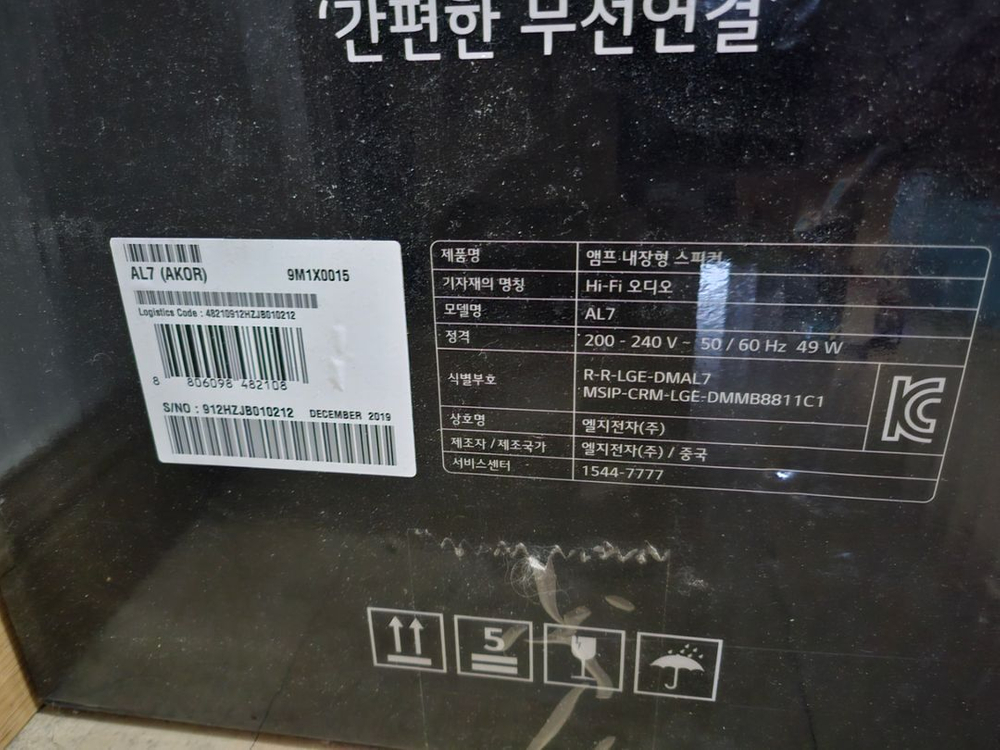 '간편한 무선연결'
AL7 (AKOR) 9M1X0015
Logistics Code : 48210912HZJB010212
8 806098 482108
S/NO : 912HZJB010212 DECEMBER 2019
제품명 앰프 내장형 스피커
기자재의 명칭 Hi-Fi 오디오
모델명 AL7
정격 200 - 240 V ~ 50 / 60 Hz 49 W
식별부호 R-R-LGE-DMAL7
MSIP-CRM-LGE-DMMB8811C1
상호명 엘지전자(주)
제조자 / 제조국가 엘지전자(주) / 중국
서비스센터 1544-7777
KC
5